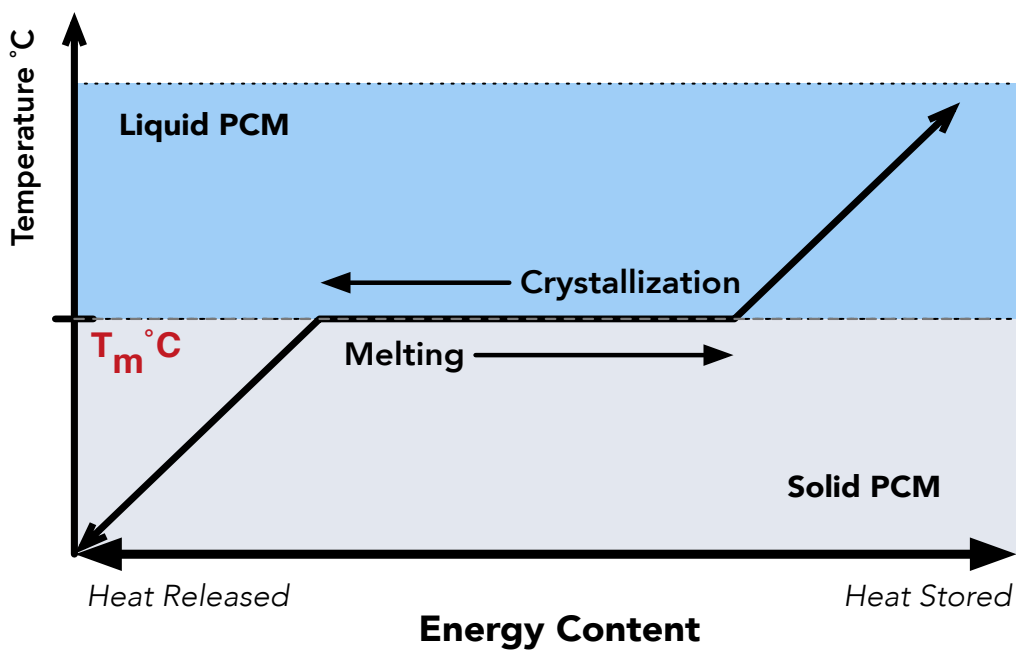 Temperature °C
Liquid PCM
Crystallization
Tm °C
Melting
Solid PCM
Heat Released
Heat Stored
Energy Content